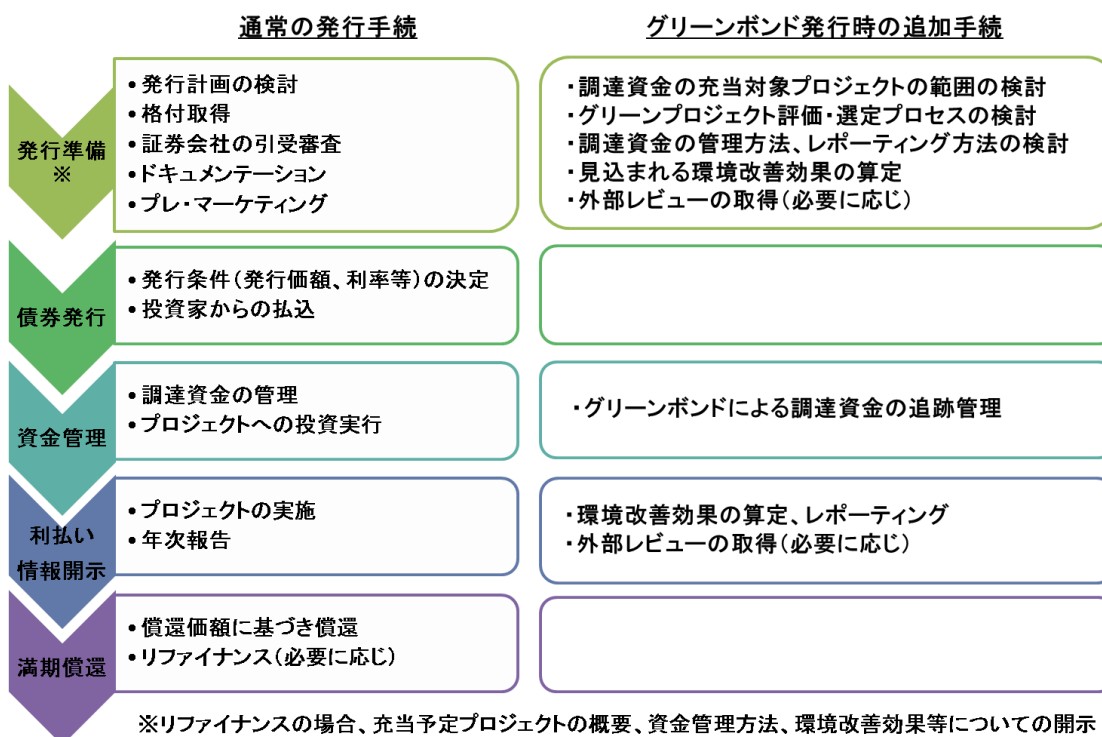 通常の発行手続
グリーンボンド発行時の追加手続
発行準備
※
•発行計画の検討
•格付取得
•証券会社の引受審査
•ドキュメンテーション
•プレ・マーケティング
・調達資金の充当対象プロジェクトの範囲の検討
・グリーンプロジェクト評価・選定プロセスの検討
・調達資金の管理方法、レポーティング方法の検討
・見込まれる環境改善効果の算定
・外部レビューの取得(必要に応じ)
債券発行
•発行条件(発行価額、利率等)の決定
•投資家からの払込
資金管理
•調達資金の管理
•プロジェクトへの投資実行
・グリーンボンドによる調達資金の追跡管理
利払い
情報開示
•プロジェクトの実施
•年次報告
・環境改善効果の算定、レポーティング
・外部レビューの取得(必要に応じ)
満期償還
•償還価額に基づき償還
•リファイナンス(必要に応じ)
※リファイナンスの場合、充当予定プロジェクトの概要、資金管理方法、環境改善効果等についての開示